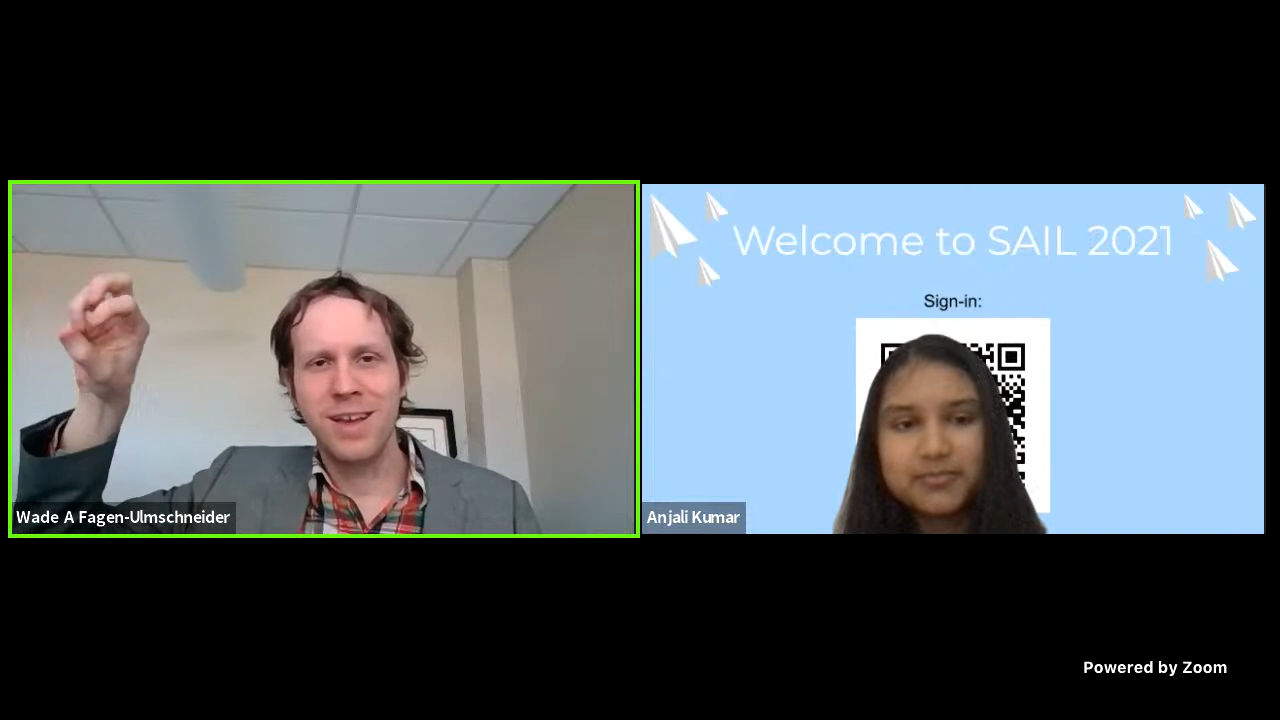 Welcome to SAIL 2021
Sign-in:
Wade A Fagen-Ulmschneider
Anjali Kumar
Powered by Zoom